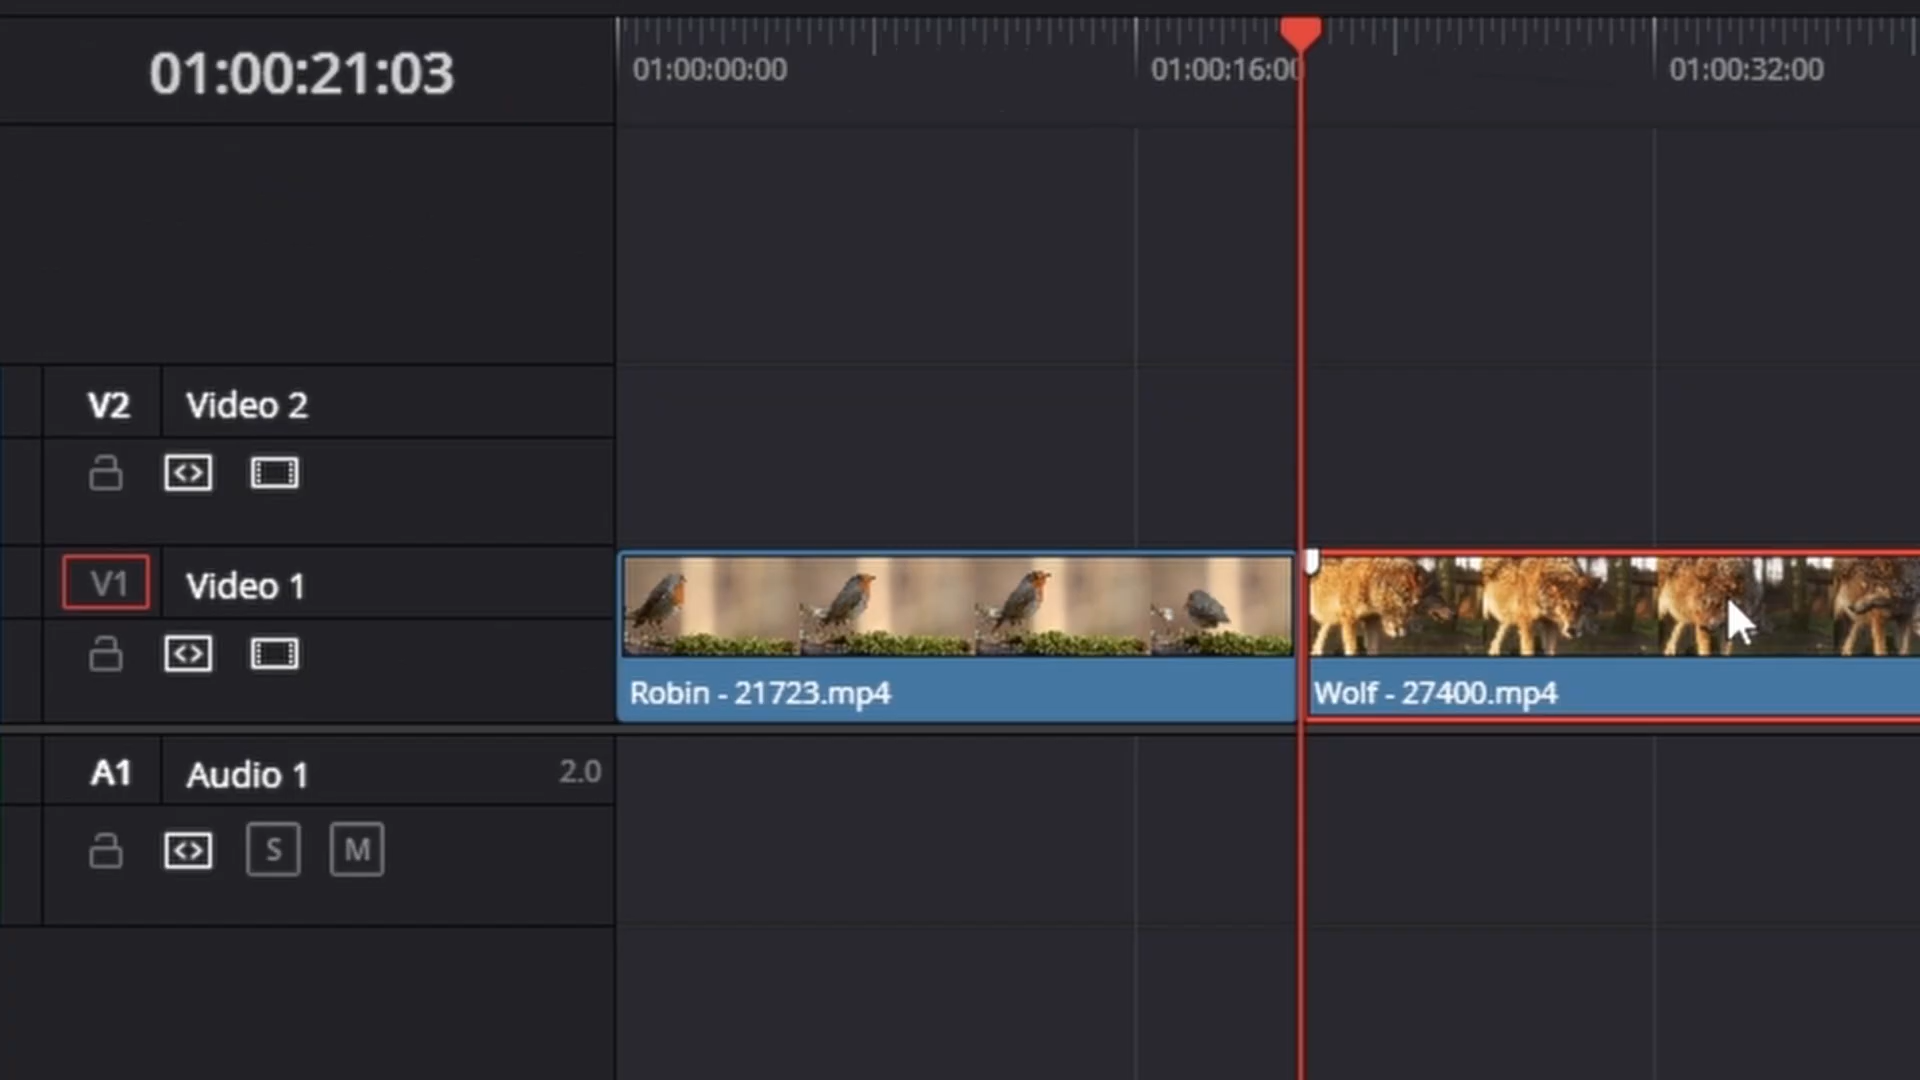 01:00:21:03
01:00:00:00
01:00:16:00
01:00:32:00
V2 Video 2
V1 Video 1
Robin - 21723.mp4
Wolf - 27400.mp4
A1 Audio 1 2.0
S M